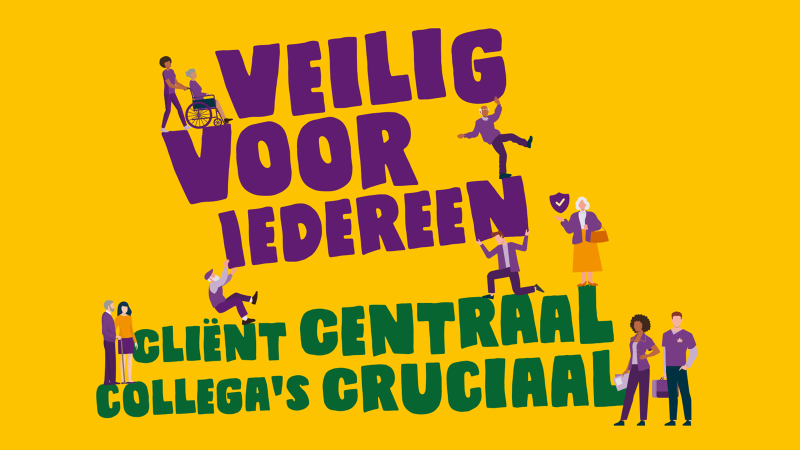 VEILIG
VOOR
IEDEREEN
CLIËNT CENTRAAL
COLLEGA'S CRUCIAAL